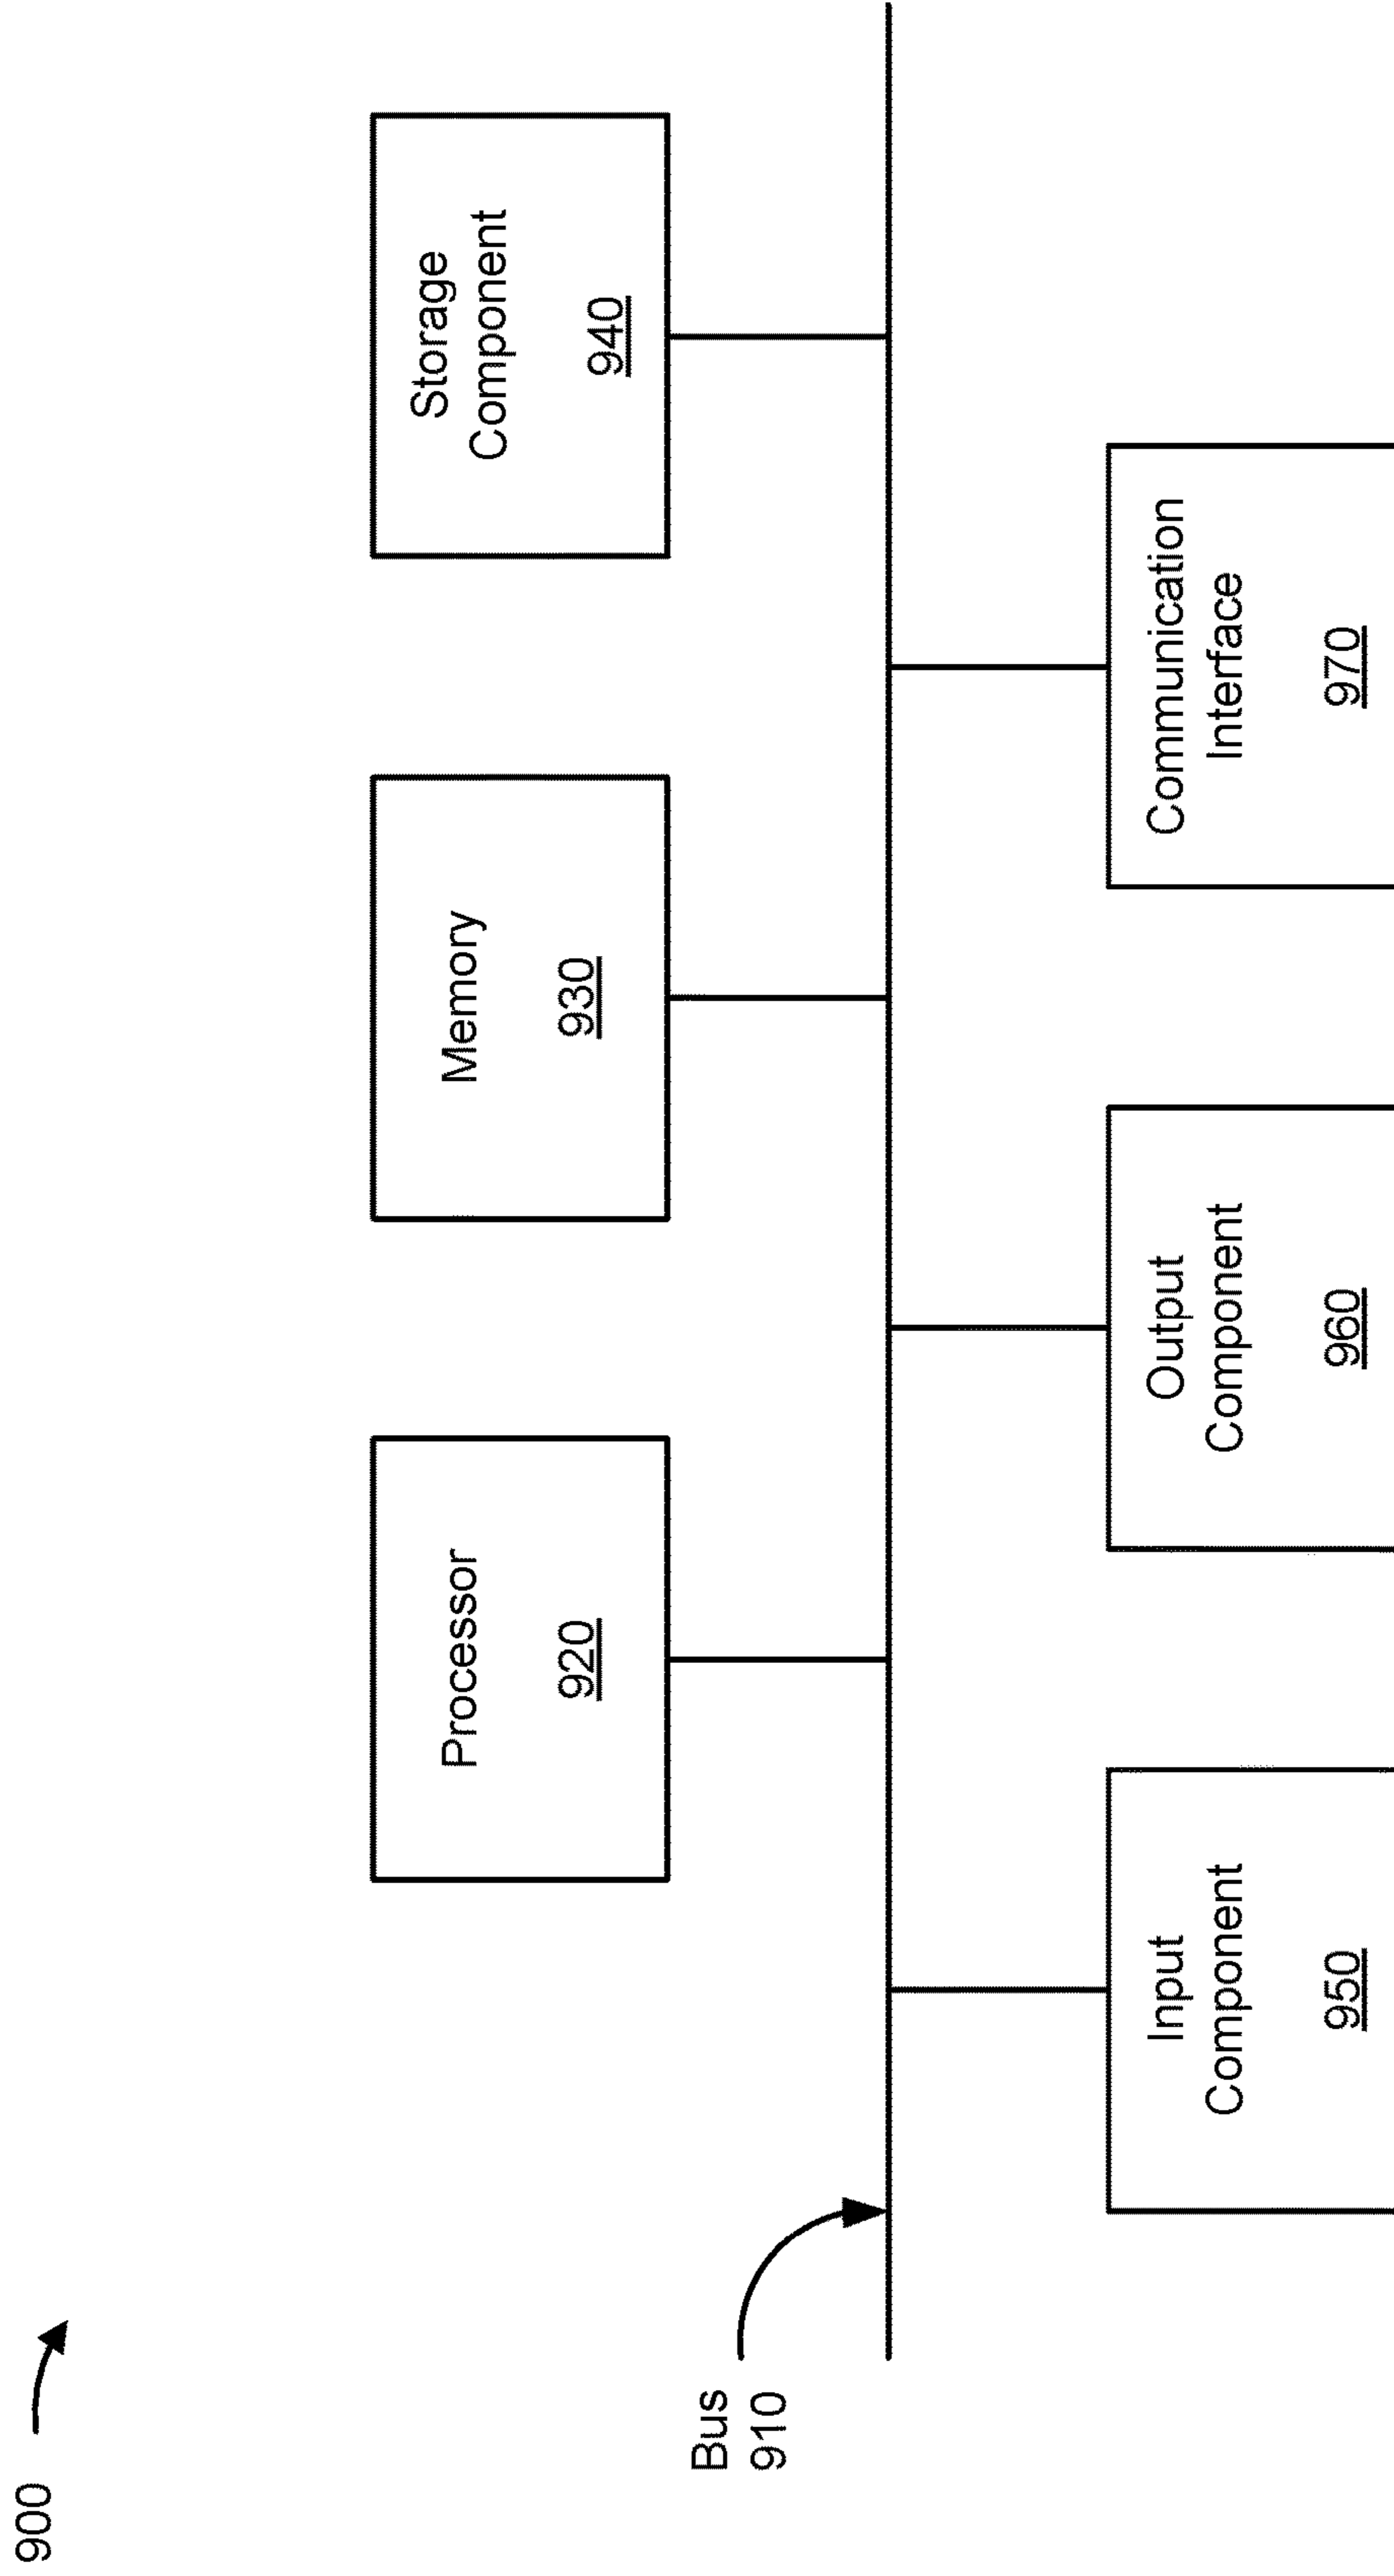 900
Bus
910
Processor
920
Memory
930
Storage
Component
940
Input
Component
950
Output
Component
960
Communication
Interface
970